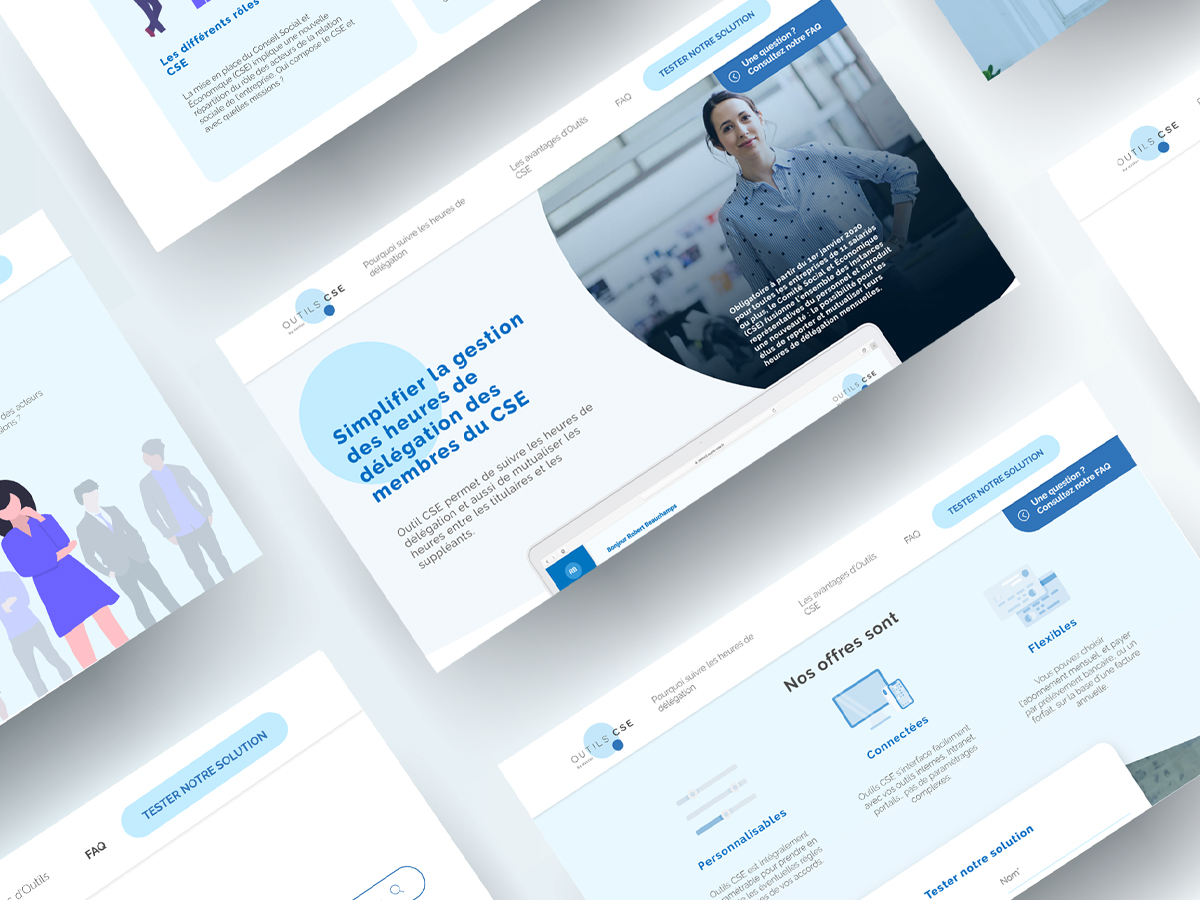 Les différents rôles
CSE
La mise en place du Conseil Social et
Économique (CSE) implique une nouvelle
répartition du rôle des acteurs de la relation
sociale de l'entreprise. Qui compose le CSE et
avec quelles missions ?
OUTILS CSE
Pourquoi suivre les heures de
délégation
Les avantages d'Outils
CSE
FAQ
TESTER NOTRE SOLUTION
Une question ?
Consultez notre FAQ
Simplifier la gestion
des heures de
délégation des
membres du CSE
Outil CSE permet de suivre les heures de
délégation et aussi de mutualiser les
heures entre les titulaires et les
suppléants.
Obligatoire à partir du 1er janvier 2020
pour toutes les entreprises de 11 salariés
ou plus, le Comité Social et Économique
(CSE) fusionne l'ensemble des instances
représentatives du personnel et introduit
une nouveauté : la possibilité pour les
élus de reporter et mutualiser leurs
heures de délégation mensuelles.
OUTILS CSE
RB
Bonjour Robert Beauchamps
OUTILS CSE
des acteurs
sions ?
OUTILS CSE
Pourquoi suivre les heures de
délégation
Les avantages d'Outils
CSE
FAQ
TESTER NOTRE SOLUTION
Une question ?
Consultez notre FAQ
Nos offres sont
Personnalisables
Outils CSE est intégralement
paramétrable pour prendre en
les éventuelles règles
de vos accords.
Connectées
Outils CSE s'interface facilement
avec vos outils internes. Intranet,
portails... pas de paramétrages
complexes.
Flexibles
Vous pouvez choisir
l'abonnement mensuel, et payer
par prélèvement bancaire, ou un
forfait, sur la base d'une facture
annuelle.
Tester notre solution
Nom*
s d'Outils
FAQ
TESTER NOTRE SOLUTION